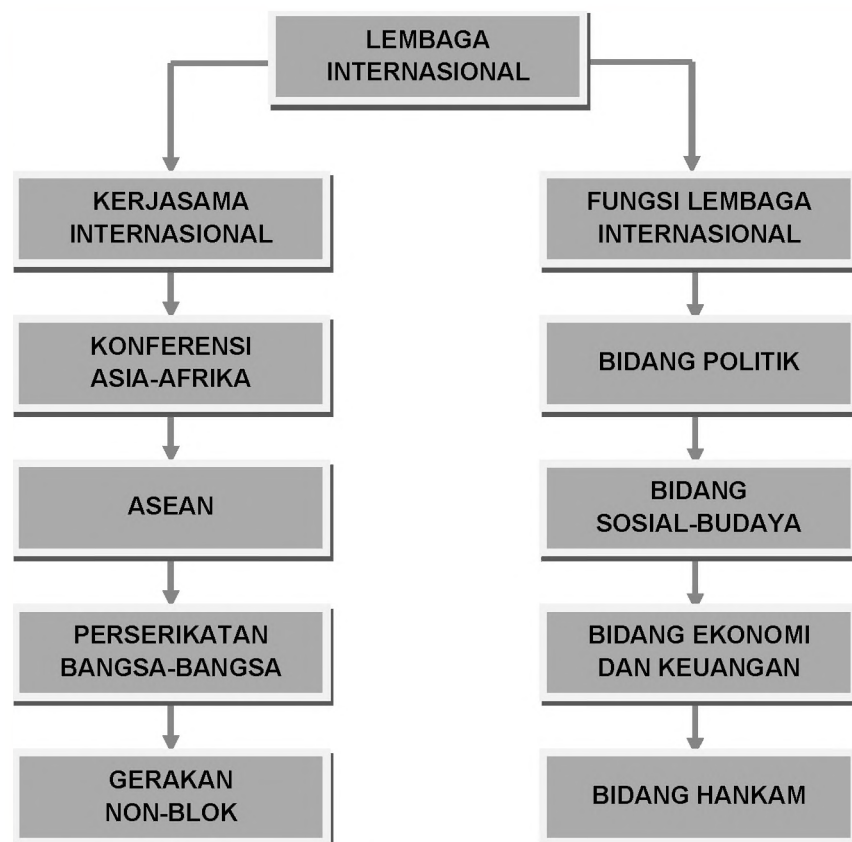 LEMBAGA
INTERNASIONAL
KERJASAMA
INTERNASIONAL
KONFERENSI
ASIA-AFRIKA
ASEAN
PERSERIKATAN
BANGSA-BANGSA
GERAKAN
NON-BLOK
FUNGSI LEMBAGA
INTERNASIONAL
BIDANG POLITIK
BIDANG
SOSIAL-BUDAYA
BIDANG EKONOMI
DAN KEUANGAN
BIDANG HANKAM